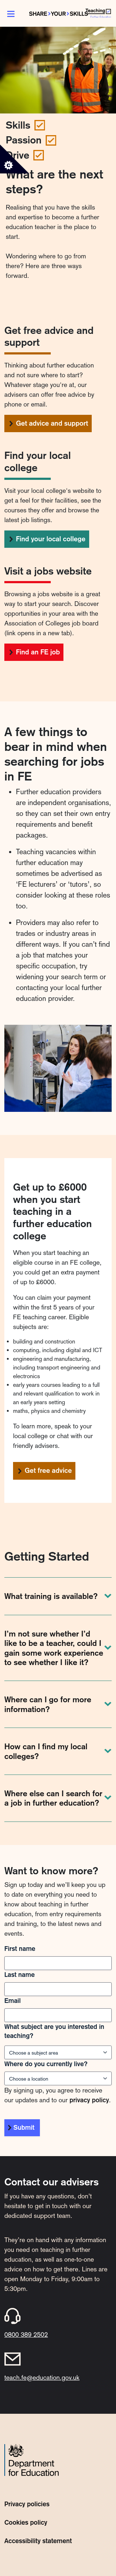 SHARE>YOUR>SKILLS
Teaching
Skills
Passion
Drive
What are the next
steps?
Realising that you have the skills
and expertise to become a further
education teacher is the place to
start.
Wondering where to go from
here? Here are three ways
forward.
Get free advice and
support
Thinking about further education
and not sure where to start?
Whatever stage you're at, our
advisers can offer free advice by
phone or email.
Get advice and support
Find your local
college
Visit your local college's website to
get a feel for their facilities, see the
courses they offer and browse the
latest job listings.
Find your local college
Visit a jobs website
Browsing a jobs website is a great
way to start your search. Discover
opportunities in your area with the
Association of Colleges job board
(link opens in a new tab).
Find an FE job
A few things to
bear in mind when
searching for jobs
in FE
Further education providers
are independent organisations,
so they can set their own entry
requirements and benefit
packages.
Teaching vacancies within
further education may
sometimes be advertised as
'FE lecturers' or 'tutors', so
consider looking at these roles
too.
Providers may also refer to
trades or industry areas in
different ways. If you can't find
a job that matches your
specific occupation, try
widening your search term or
contacting your local further
education provider.
Get up to £6000
when you start
teaching in a
further education
college
When you start teaching an
eligible course in an FE college,
you could get an extra payment
of up to £6000.
You can claim your payment
within the first 5 years of your
FE teaching career. Eligible
subjects are:
building and construction
computing, including digital and ICT
engineering and manufacturing,
including transport engineering and
electronics
early years courses leading to a full
and relevant qualification to work in
an early years setting
maths, physics and chemistry
To learn more, speak to your
local college or chat with our
friendly advisers.
Get free advice
Getting Started
What training is available?
I'm not sure whether I'd
like to be a teacher, could I
gain some work experience
to see whether I like it?
Where can I go for more
information?
How can I find my local
colleges?
Where else can I search for
a job in further education?
Want to know more?
Sign up today and we'll keep you up
to date on everything you need to
know about teaching in further
education, from the application
process, to entry requirements
and training, to the latest news and
events.
First name
Last name
Email
What subject are you interested in
teaching?
Choose a subject area
Where do you currently live?
Choose a location
By signing up, you agree to receive
our updates and to our privacy policy.
Submit
Contact our advisers
If you have any questions, don't
hesitate to get in touch with our
dedicated support team.
They're on hand with any information
you need on teaching in further
education, as well as one-to-one
advice on how to get there. Lines are
open Monday to Friday, 9:00am to
5:30pm.
0800 389 2502
teach.fe@education.gov.uk
Department
for Education
Privacy policies
Cookies policy
Accessibility statement